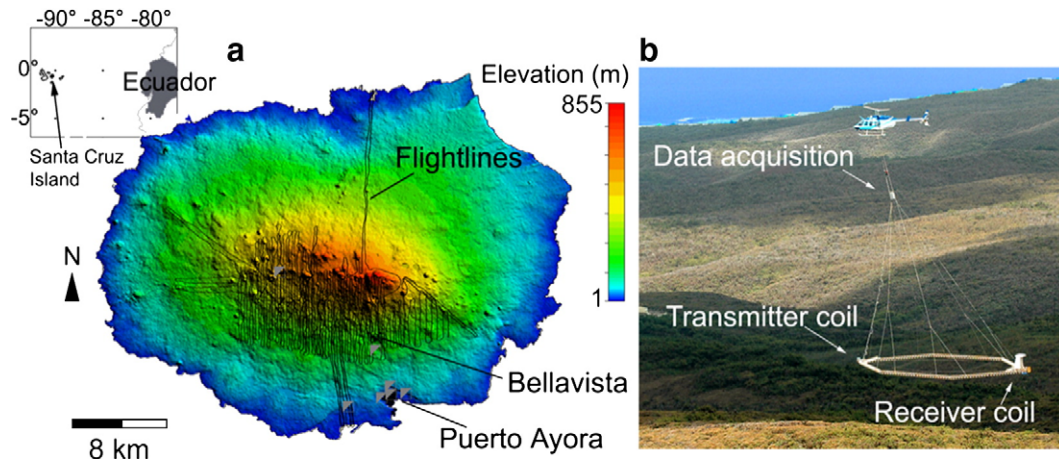 -90° -85° -80°
0°
-5°
Ecuador
Santa Cruz
Island
a
Elevation (m)
855
1
Flightlines
N
Bellavista
Puerto Ayora
8 km
b
Data acquisition
Transmitter coil
Receiver coil